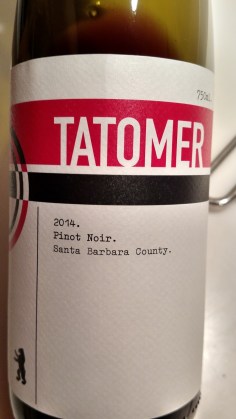 750mL.
TATOMER
2014.
Pinot Noir.
Santa Barbara County.